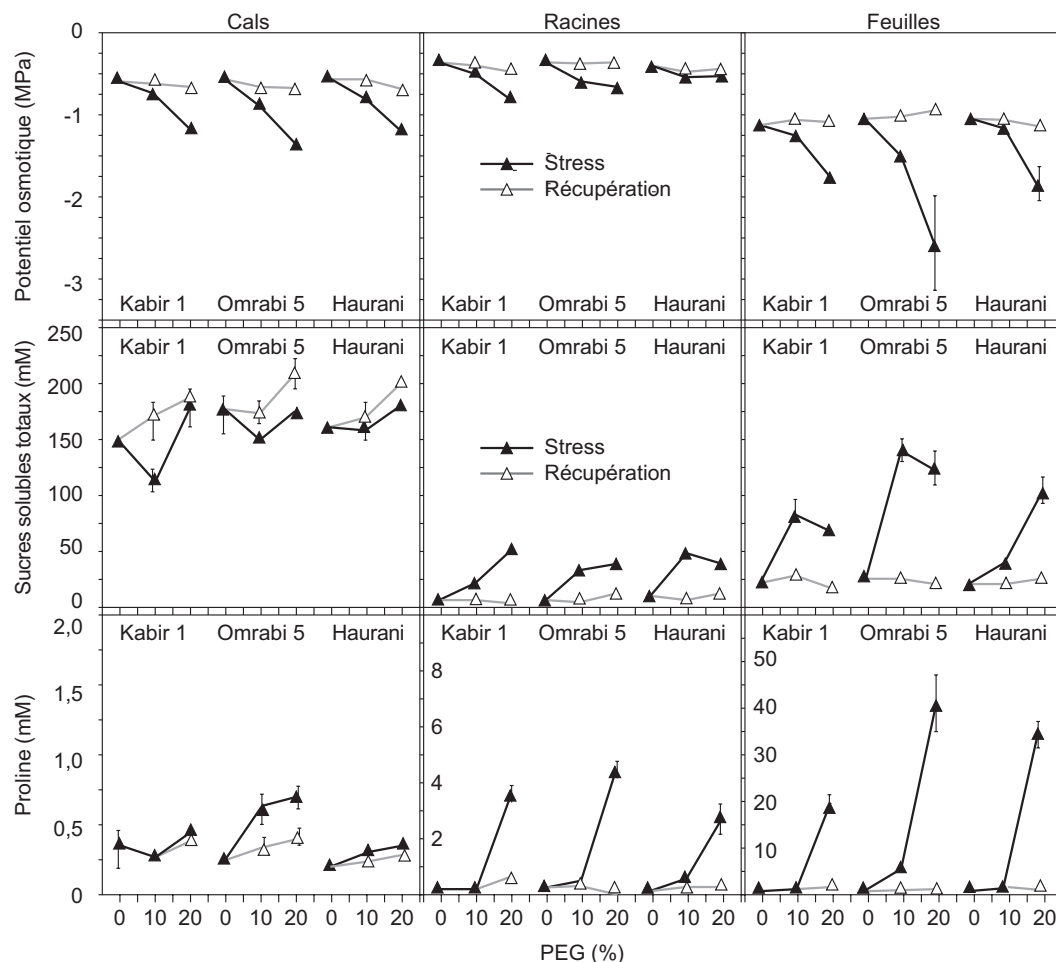 Cals Racines Feuilles
Potentiel osmotique (MPa)
0
-1
-2
-3
Stress
Récupération
Kabir 1 Omrabi 5 Haurani Kabir 1 Omrabi 5 Haurani Kabir 1 Omrabi 5 Haurani
Sucres solubles totaux (mM)
250
200
150
100
50
0
Kabir 1 Omrabi 5 Haurani Kabir 1 Omrabi 5 Haurani Kabir 1 Omrabi 5 Haurani
Stress
Récupération
Proline (mM)
2,0
1,5
1,0
0,5
0
Kabir 1 Omrabi 5 Haurani Kabir 1 Omrabi 5 Haurani Kabir 1 Omrabi 5 Haurani
8
6
4
2
50
40
30
20
10
0 10 20 0 10 20 0 10 20 0 10 20 0 10 20 0 10 20 0 10 20 0 10 20 0 10 20
PEG (%)